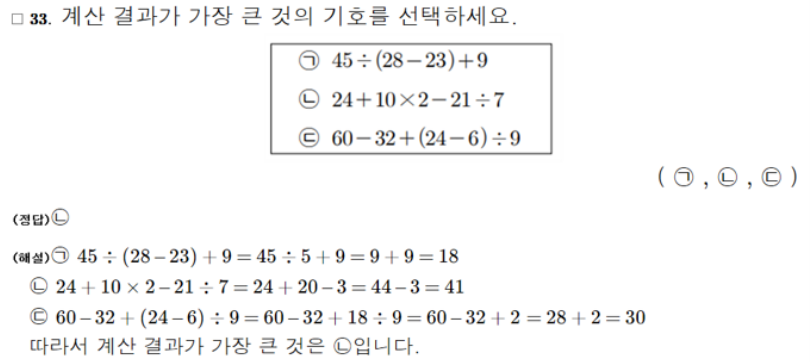 □ 33. 계산 결과가 가장 큰 것의 기호를 선택하세요.
㉠ 45÷(28－23)+9
㉡ 24+10×2－21÷7
㉢ 60－32+(24－6)÷9
( ㉠ , ㉡ , ㉢ )
(정답)㉡
(해설)㉠ 45 ÷ (28 – 23) + 9 = 45 ÷ 5 + 9 = 9 + 9 = 18
㉡ 24 + 10 × 2 – 21 ÷ 7 = 24 + 20 – 3 = 44 – 3 = 41
㉢ 60 – 32 + (24 – 6) ÷ 9 = 60 – 32 + 18 ÷ 9 = 60 – 32 + 2 = 28 + 2 = 30
따라서 계산 결과가 가장 큰 것은 ㉡입니다.